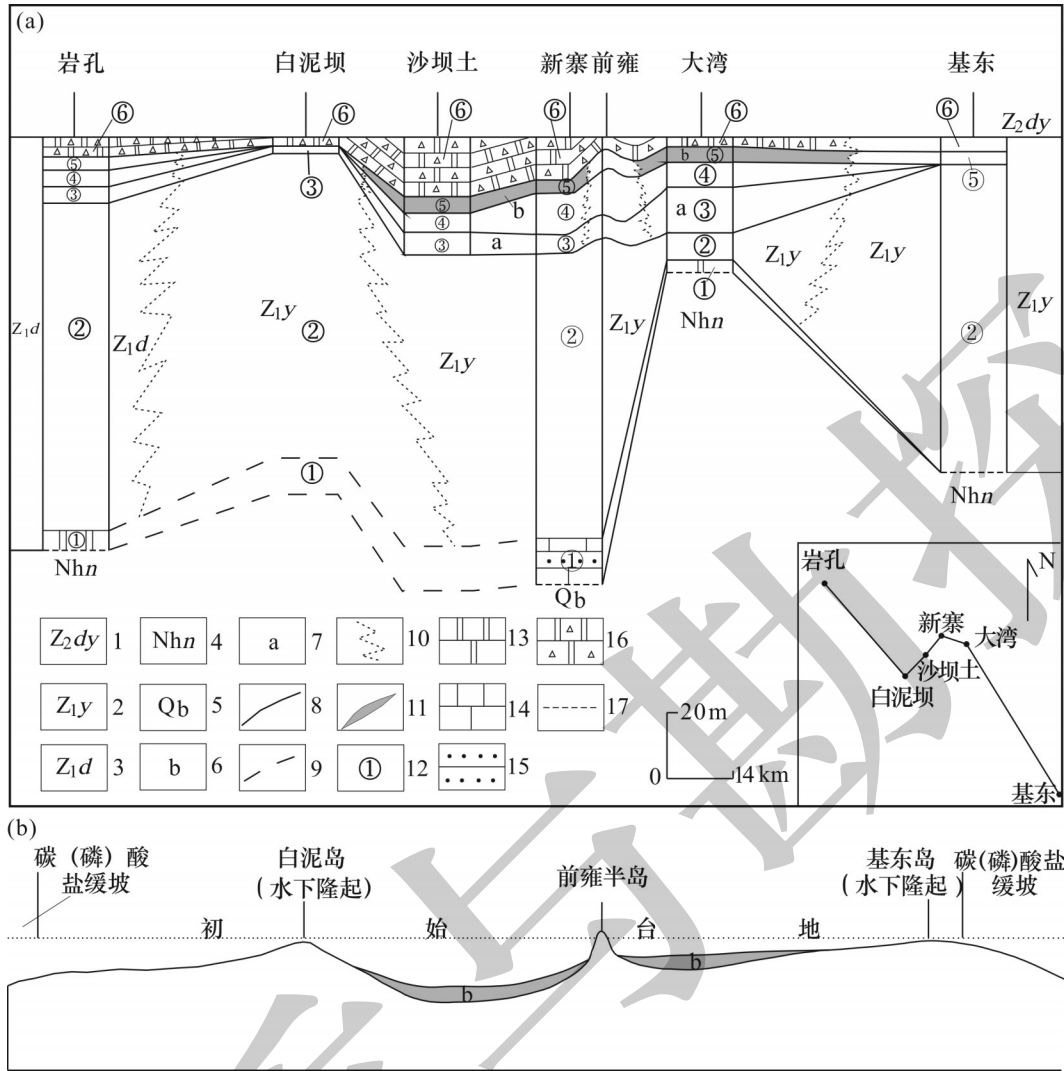 (a)
岩孔 白泥坝 沙坝土 新寨 前雍 大湾 基东
⑥ ⑥ ⑥ ⑥ ⑥ ⑥ Z₂dy
⑤ ④ ③
③
⑤ b ④ ③ a
⑤ ④ ③
b ⑤ ④ a ③ ② ①
⑤
Z₁d ② Z₁d Z₁y ② Z₁y ② Z₁y Z₁y Z₁y ② Z₁y
Nhn
①
① Nhn
① Qb
Nhn
Z₂dy 1 Nhn 4 a 7 10 13 16
Z₁y 2 Qb 5 8 11 14 17
Z₁d 3 b 6 9 ① 12 15
20 m
0 14 km
岩孔
N
新寨
大湾
沙坝土
白泥坝
基东
(b)
碳（磷）酸盐缓坡
白泥岛
(水下隆起)
前雍半岛
基东岛
(水下隆起)
碳(磷)酸盐缓坡
初 始 台 地
b b
与勘探